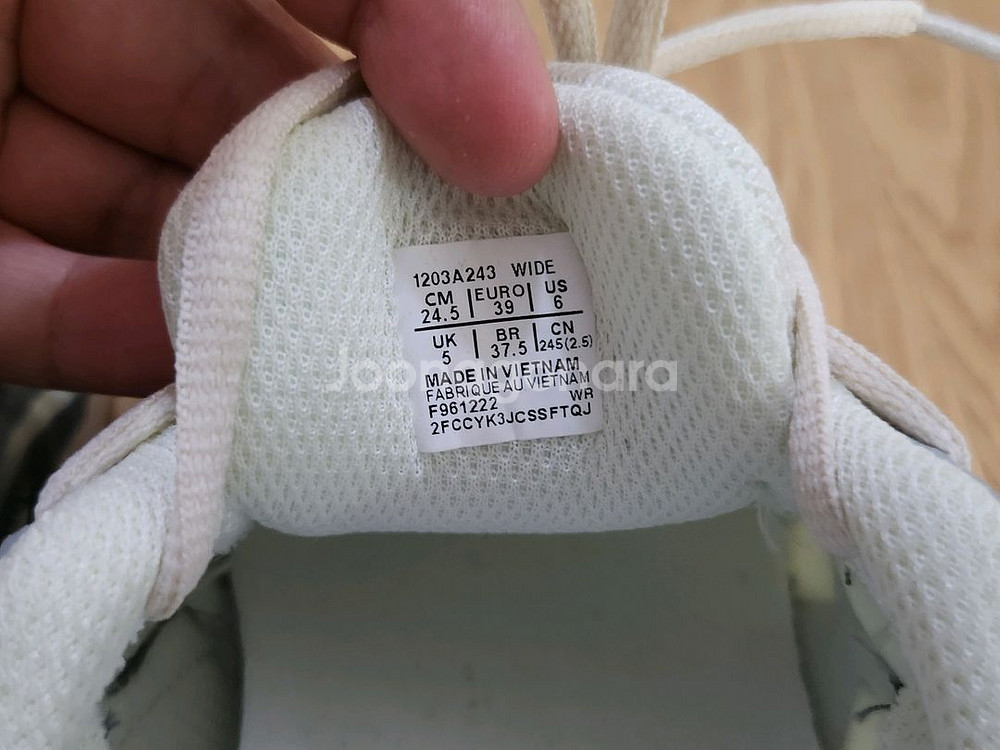 1203A243 WIDE
CM 24.5 | EURO 39 | US 6
UK 5 | BR 37.5 | CN 245(2.5)
MADE IN VIETNAM
FABRIQUE AU VIETNAM
F961222 WR
2FCCYK3JCSSFTQJ
Joongna